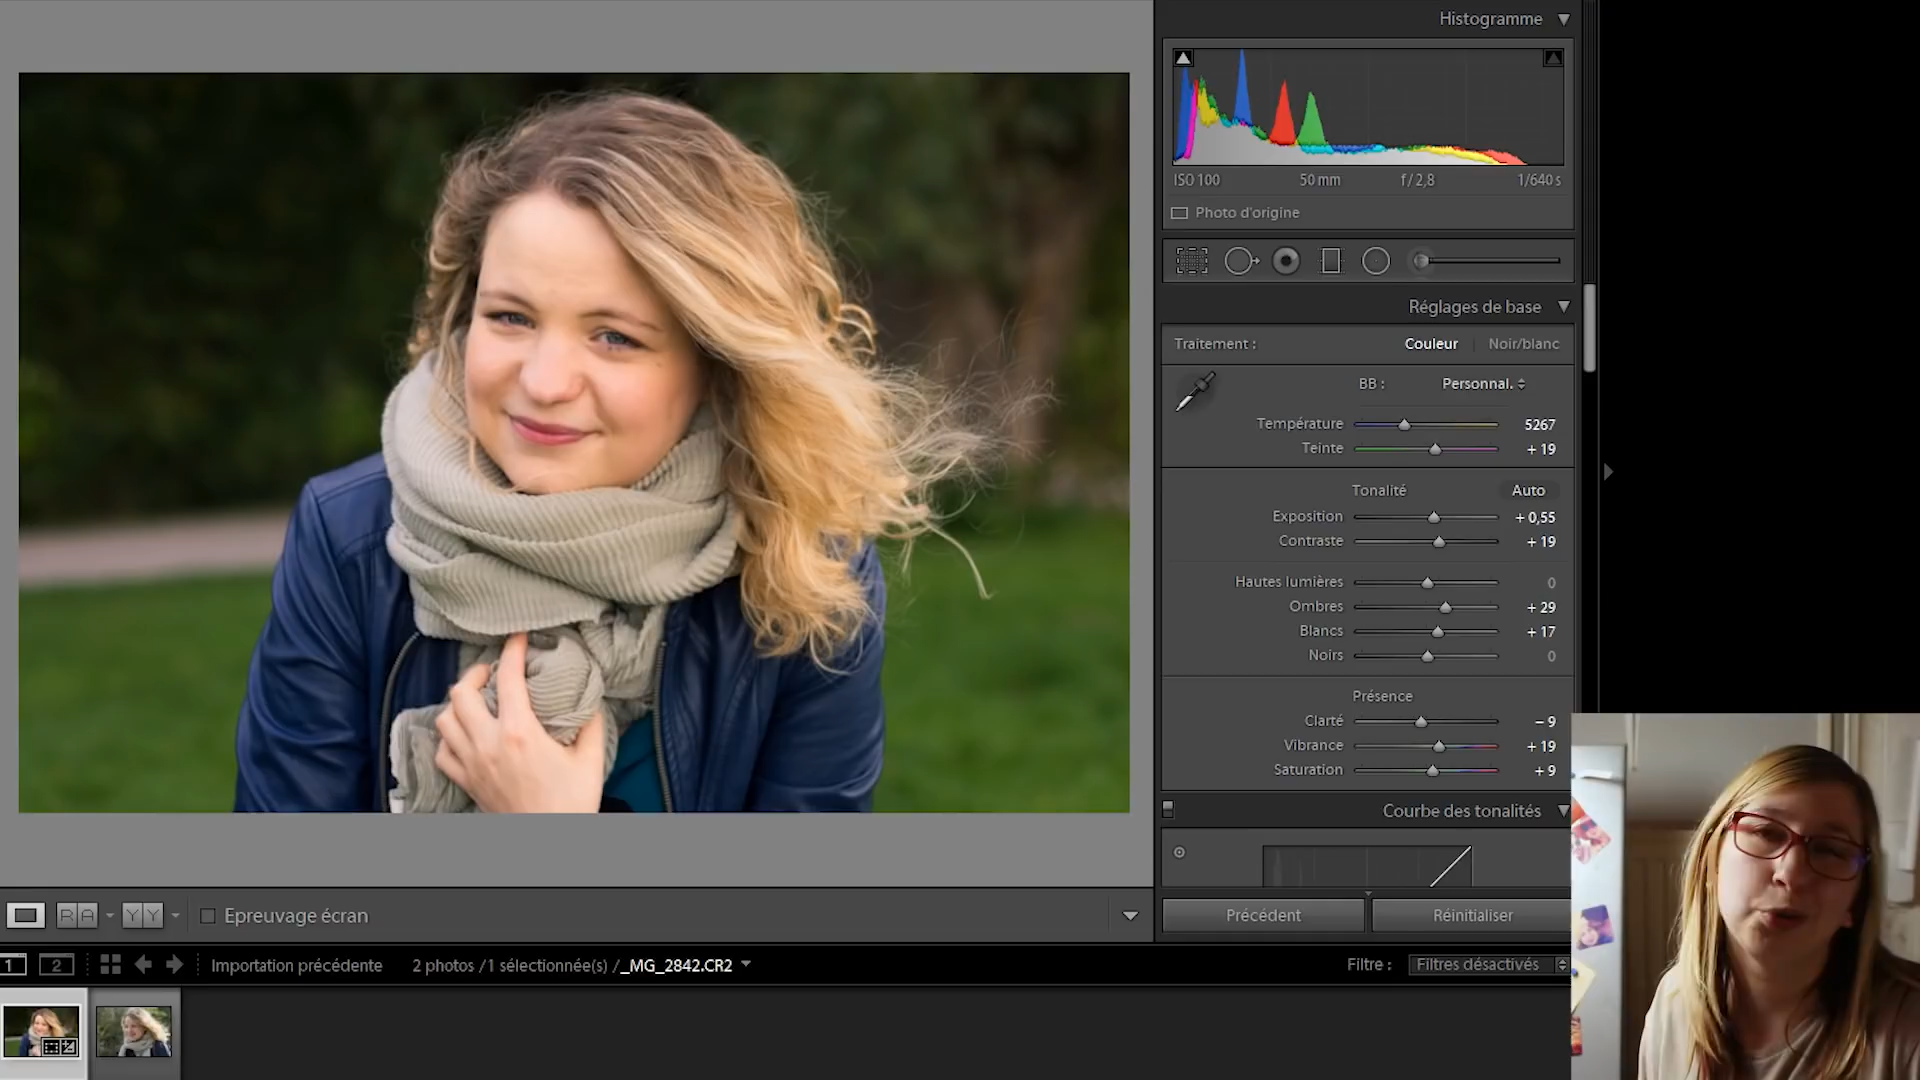 Histogramme
ISO 100 50 mm f / 2,8 1/640 s
Photo d'origine
Réglages de base
Traitement : Couleur Noir/blanc
BB : Personnal.
Température 5267
Teinte + 19
Tonalité Auto
Exposition + 0,55
Contraste + 19
Hautes lumières 0
Ombres + 29
Blancs + 17
Noirs 0
Présence
Clarté − 9
Vibrance + 19
Saturation + 9
Courbe des tonalités
Précédent Réinitialiser
R A Y Y Epreuvage écran
1 2 Importation précédente 2 photos / 1 sélectionnée(s) / _MG_2842.CR2 Filtre : Filtres désactivés